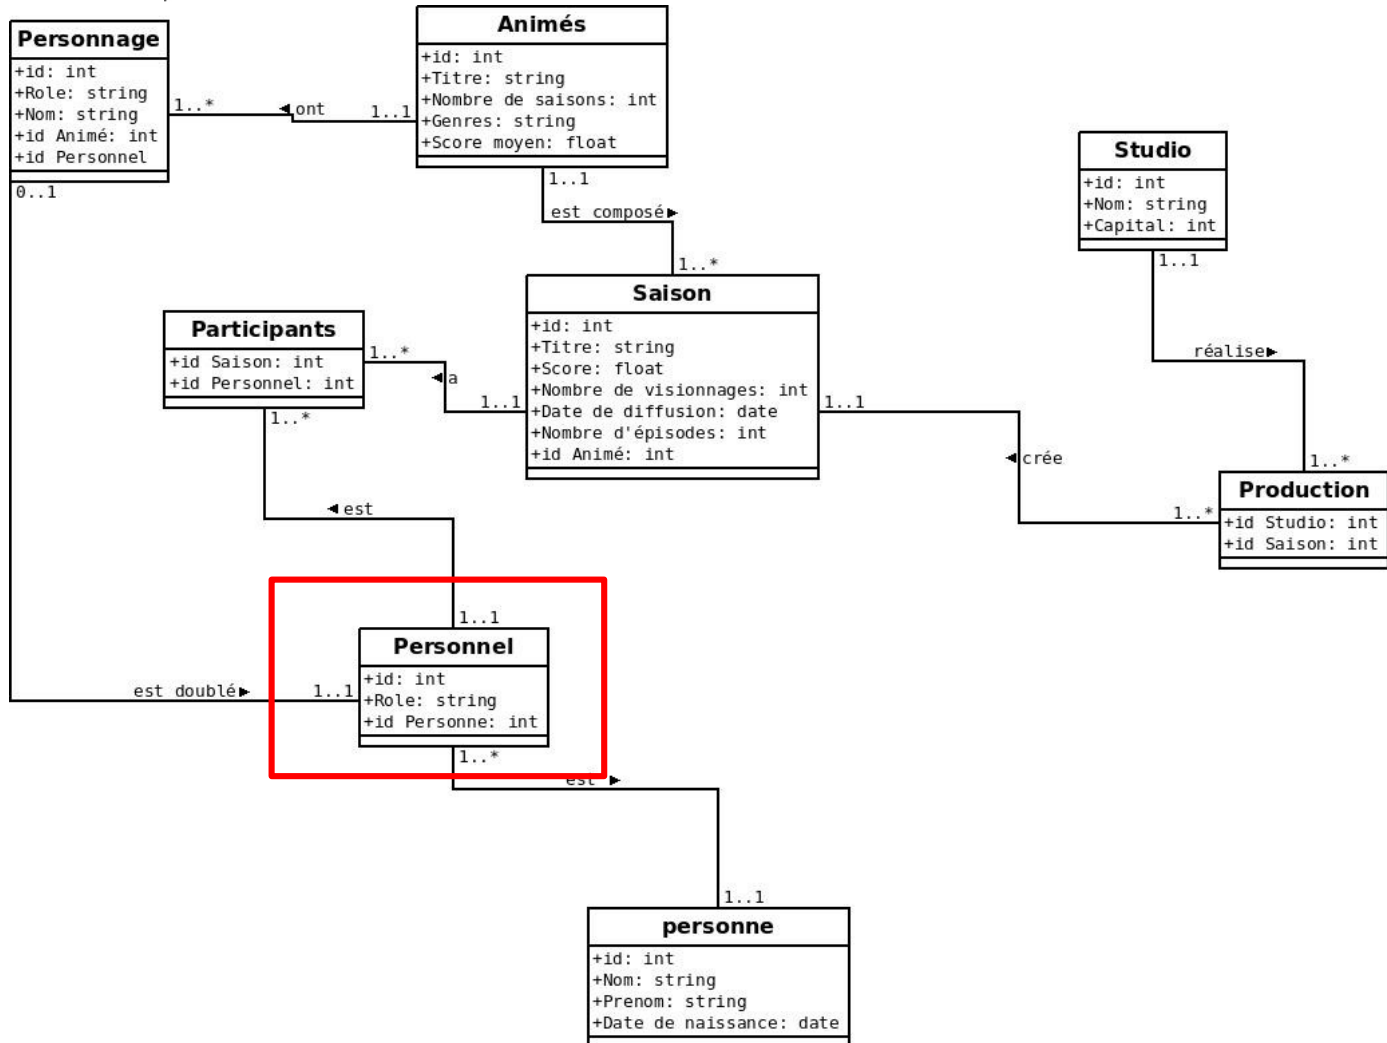 Personnage
+id: int
+Role: string
+Nom: string
+id Animé: int
+id Personnel
1..*
◄ont
1..1
0..1
Animés
+id: int
+Titre: string
+Nombre de saisons: int
+Genres: string
+Score moyen: float
1..1
est composé►
1..*
Studio
+id: int
+Nom: string
+Capital: int
1..1
réalise►
1..*
Saison
+id: int
+Titre: string
+Score: float
+Nombre de visionnages: int
+Date de diffusion: date
+Nombre d'épisodes: int
+id Animé: int
Participants
+id Saison: int
+id Personnel: int
1..*
◄a
1..1
1..1
◄crée
1..*
Production
+id Studio: int
+id Saison: int
1..*
◄ est
1..1
Personnel
+id: int
+Role: string
+id Personne: int
est doublé►
1..1
1..*
est ►
1..1
personne
+id: int
+Nom: string
+Prenom: string
+Date de naissance: date